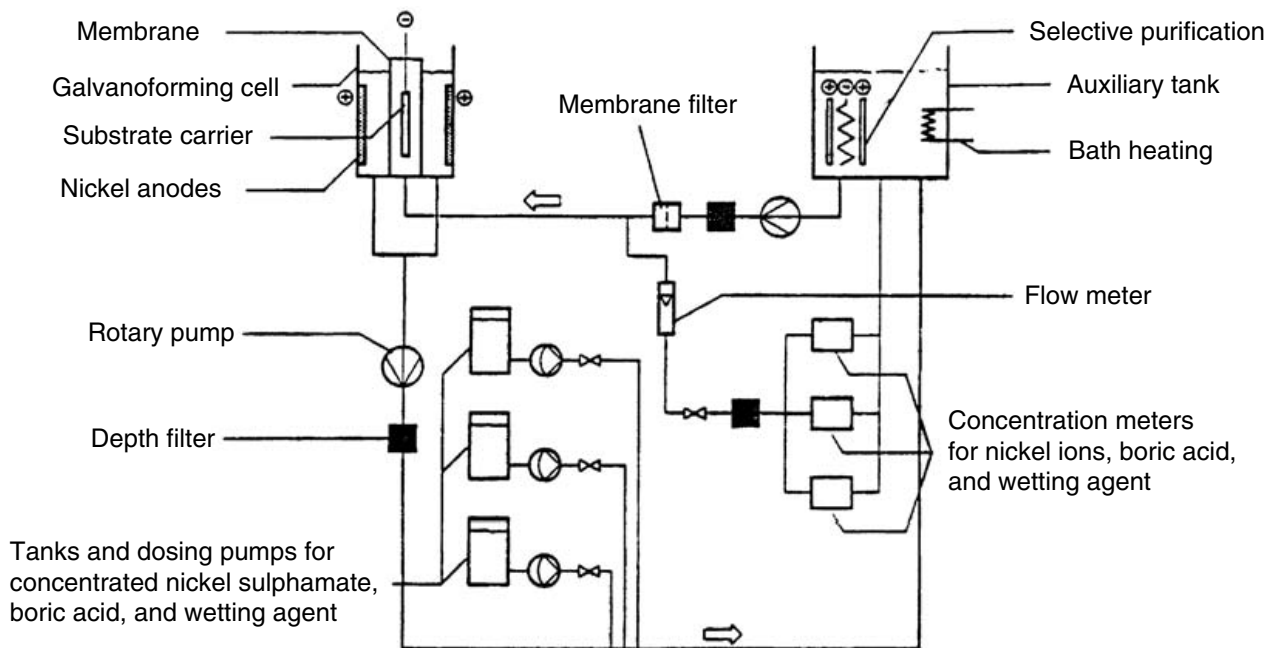 Membrane
Galvanoforming cell
Substrate carrier
Nickel anodes
Membrane filter
Selective purification
Auxiliary tank
Bath heating
Flow meter
Rotary pump
Depth filter
Concentration meters
for nickel ions, boric acid,
and wetting agent
Tanks and dosing pumps for
concentrated nickel sulphamate,
boric acid, and wetting agent